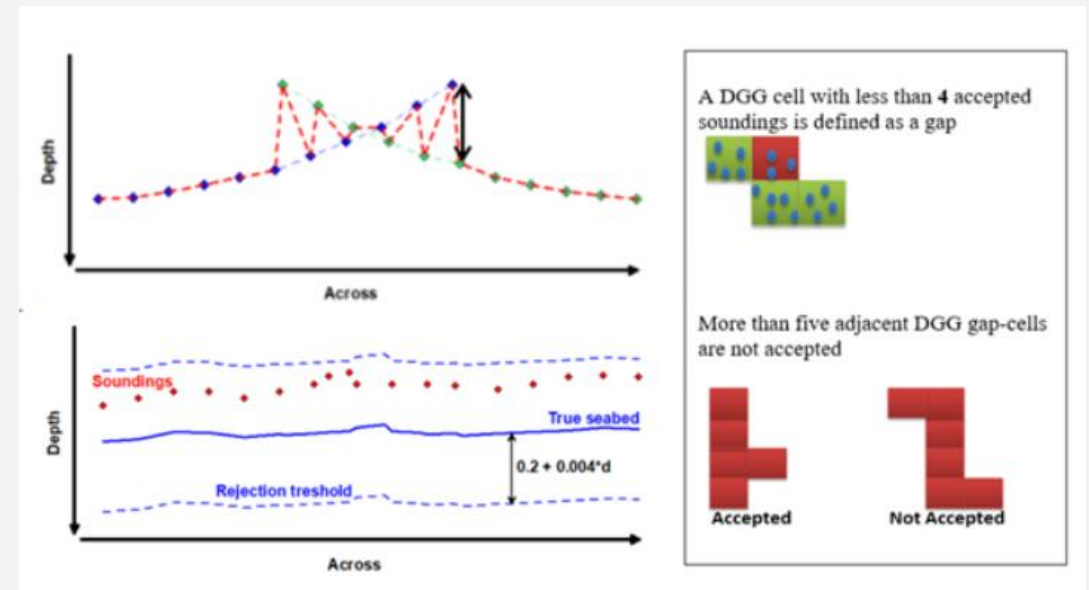 Depth
Across
Depth
Soundings
True seabed
0.2 + 0.004*d
Rejection treshold
Across
A DGG cell with less than 4 accepted
soundings is defined as a gap
More than five adjacent DGG gap-cells
are not accepted
Accepted
Not Accepted